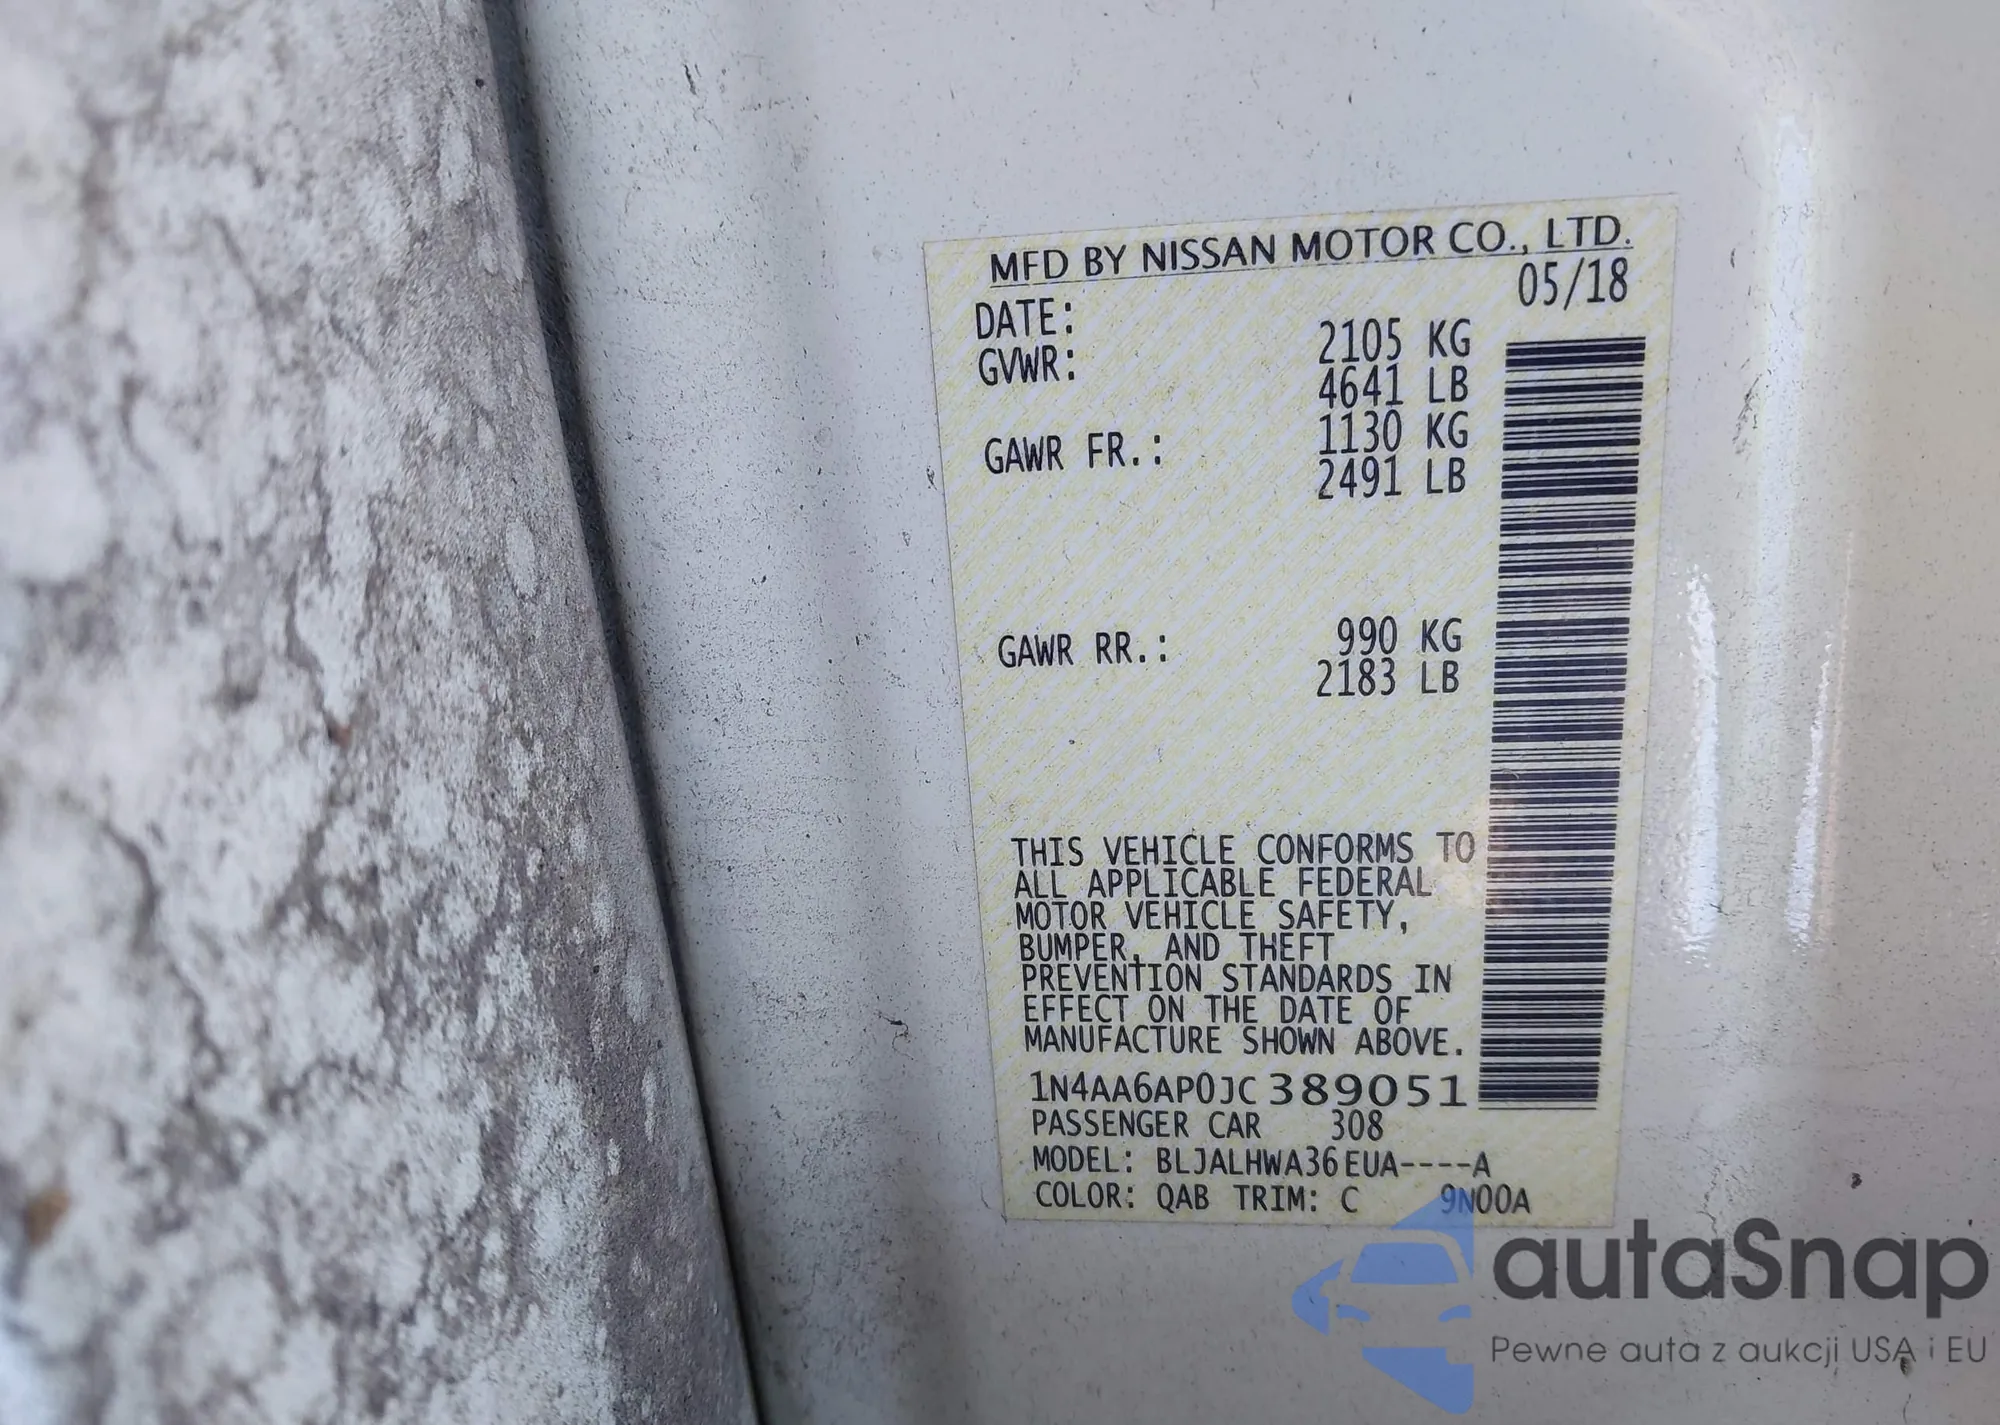 MFD BY NISSAN MOTOR CO., LTD.
DATE: 05/18
GVWR: 2105 KG
4641 LB
GAWR FR.: 1130 KG
2491 LB
GAWR RR.: 990 KG
2183 LB
THIS VEHICLE CONFORMS TO
ALL APPLICABLE FEDERAL
MOTOR VEHICLE SAFETY,
BUMPER, AND THEFT
PREVENTION STANDARDS IN
EFFECT ON THE DATE OF
MANUFACTURE SHOWN ABOVE.
1N4AA6AP0JC389051
PASSENGER CAR 308
MODEL: BLJALHWA36EUA----A
COLOR: QAB TRIM: C 9N00A
autaSnap
Pewne auta z aukcji USA i EU